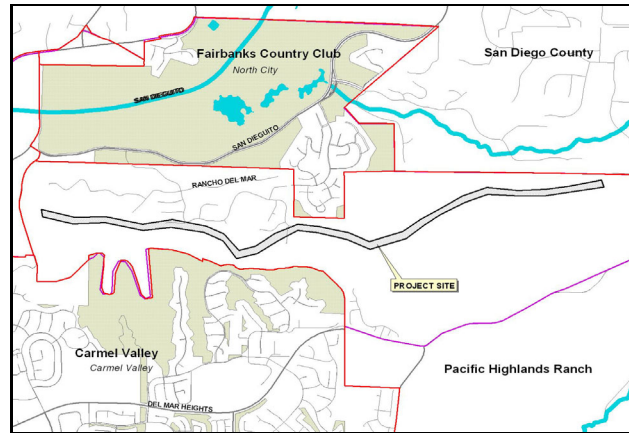 Fairbanks Country Club
North City
San Diego County
SAN DIEGUITO
SAN DIEGUITO
RANCHO DEL MAR
PROJECT SITE
Carmel Valley
Carmel Valley
Pacific Highlands Ranch
DEL MAR HEIGHTS